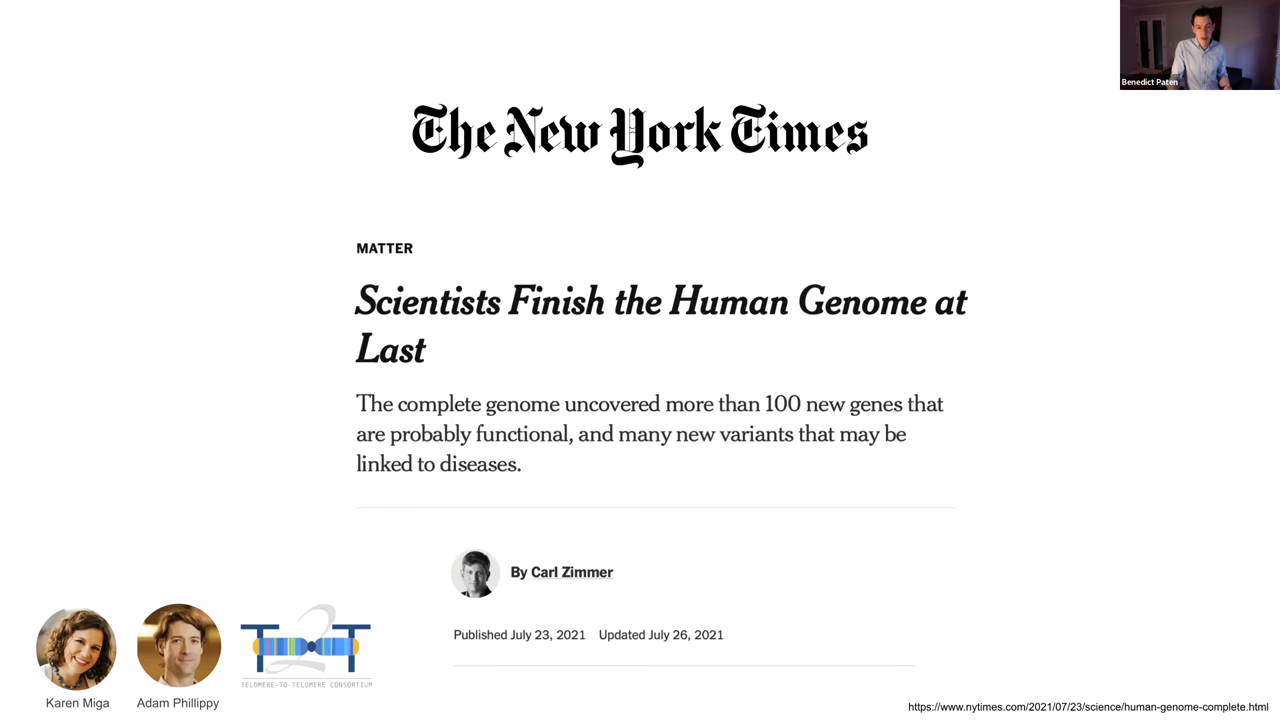 Benedict Paten
The New York Times
MATTER
Scientists Finish the Human Genome at
Last
The complete genome uncovered more than 100 new genes that
are probably functional, and many new variants that may be
linked to diseases.
By Carl Zimmer
Published July 23, 2021 Updated July 26, 2021
T2T
TELOMERE-TO-TELOMERE CONSORTIUM
Karen Miga
Adam Phillippy
https://www.nytimes.com/2021/07/23/science/human-genome-complete.html